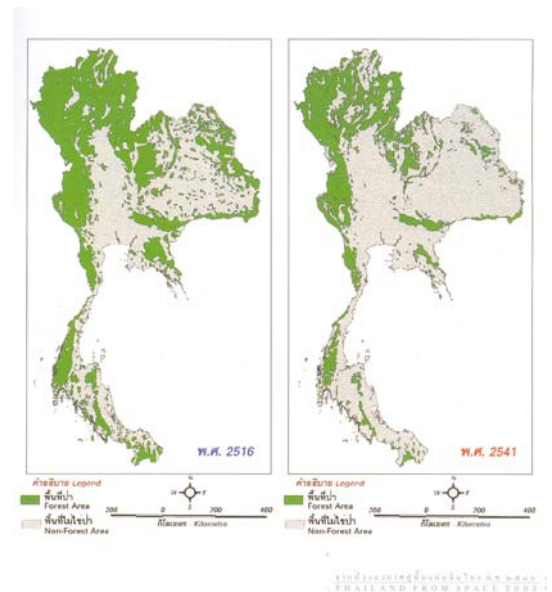 พ.ศ. 2516
คำอธิบาย Legend
พื้นที่ป่า
Forest Area
พื้นที่ไม่ใช่ป่า
Non-Forest Area
N
W E
S
200 0 200 400
กิโลเมตร - Kilometre
พ.ศ. 2541
คำอธิบาย Legend
พื้นที่ป่า
Forest Area
พื้นที่ไม่ใช่ป่า
Non-Forest Area
N
W E
S
200 0 200 400
กิโลเมตร - Kilometre
THAILAND FROM SPACE 2005